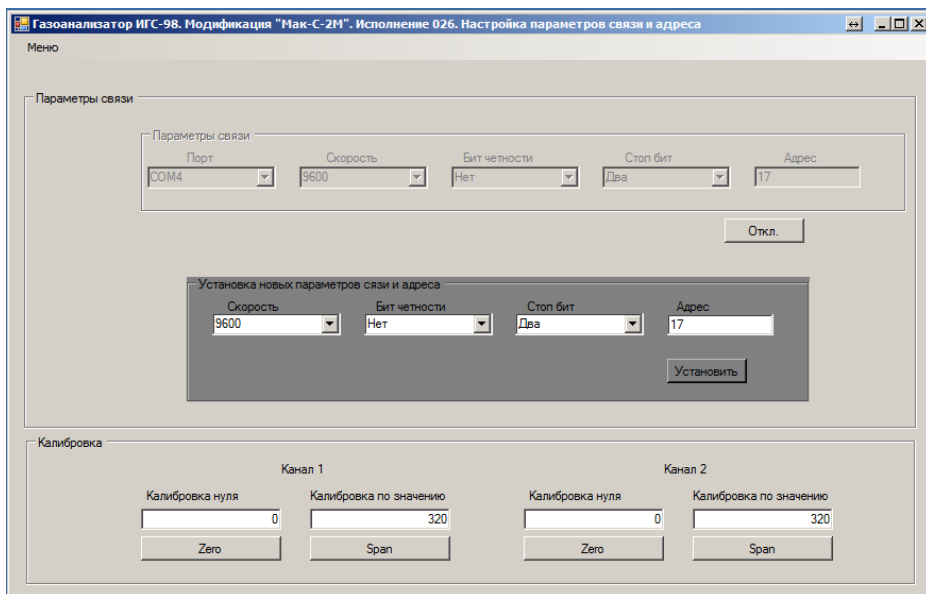 Газоанализатор ИГС-98. Модификация "Мак-С-2М". Исполнение 026. Настройка параметров связи и адреса
Меню
Параметры связи
Параметры связи
Порт Скорость Бит четности Стоп бит Адрес
COM4 9600 Нет Два 17
Откл.
Установка новых параметров сязи и адреса
Скорость Бит четности Стоп бит Адрес
9600 Нет Два 17
Установить
Калибровка
Канал 1 Канал 2
Калибровка нуля Калибровка по значению Калибровка нуля Калибровка по значению
0 320 0 320
Zero Span Zero Span